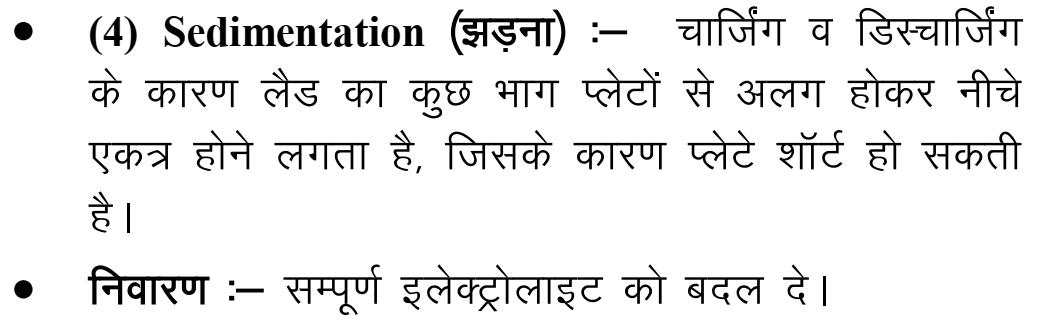 • (4) Sedimentation (झड़ना) :– चार्जिंग व डिस्चार्जिंग
के कारण लैड का कुछ भाग प्लेटों से अलग होकर नीचे
एकत्र होने लगता है, जिसके कारण प्लेटे शॉर्ट हो सकती
है।
• निवारण :– सम्पूर्ण इलेक्ट्रोलाइट को बदल दे।